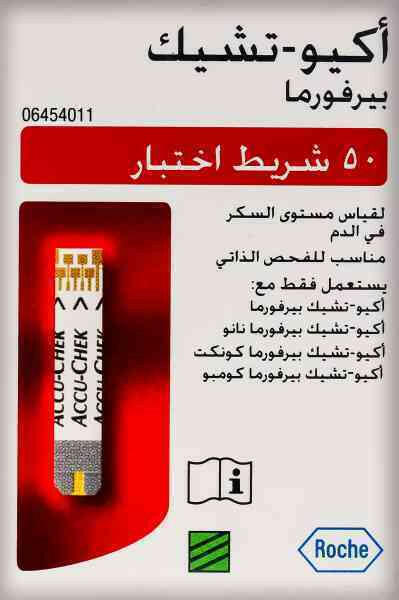 أكيو-تشيك
بيرفورما
06454011
٥٠ شريط اختبار
لقياس مستوى السكر
في الدم
مناسب للفحص الذاتي
يستعمل فقط مع:
أكيو-تشيك بيرفورما
أكيو-تشيك بيرفورما نانو
أكيو-تشيك بيرفورما كونكت
أكيو-تشيك بيرفورما كومبو
ACCU-CHEK
ACCU-CHEK
ACCU-CHEK
i
Roche